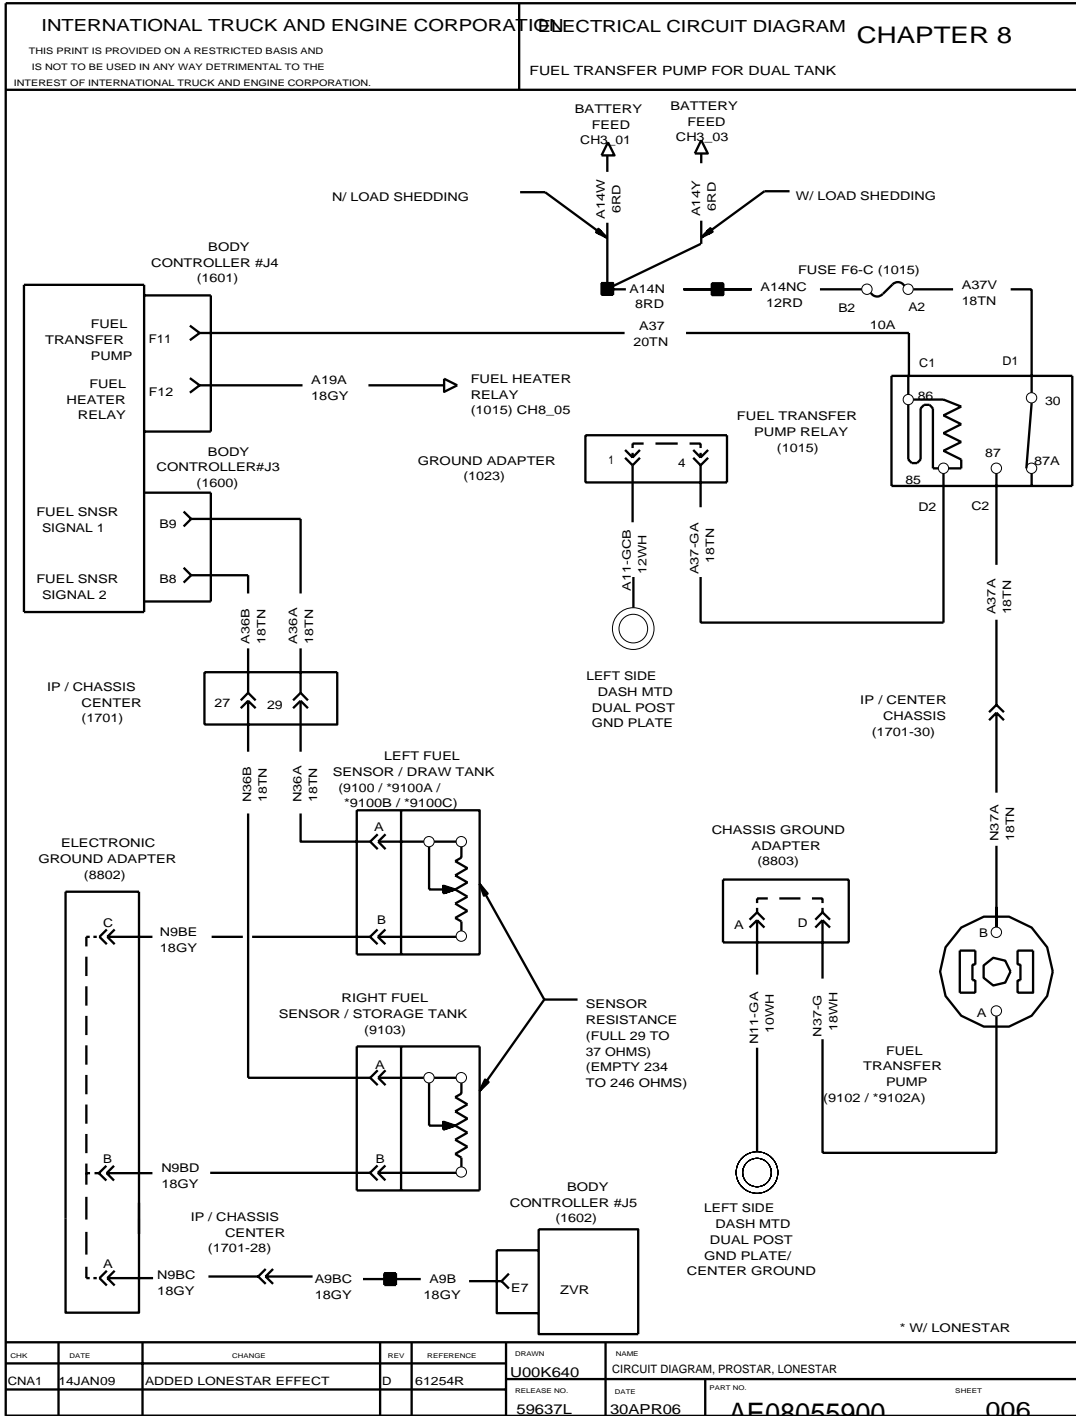 INTERNATIONAL TRUCK AND ENGINE CORPORATION
THIS PRINT IS PROVIDED ON A RESTRICTED BASIS AND
IS NOT TO BE USED IN ANY WAY DETRIMENTAL TO THE
INTEREST OF INTERNATIONAL TRUCK AND ENGINE CORPORATION.
ELECTRICAL CIRCUIT DIAGRAM
CHAPTER 8
FUEL TRANSFER PUMP FOR DUAL TANK
BATTERY
FEED
CH3_01
BATTERY
FEED
CH3_03
N/ LOAD SHEDDING
A14W
6RD
A14Y
6RD
W/ LOAD SHEDDING
BODY
CONTROLLER #J4
(1601)
A14N
8RD
A14NC
12RD
FUSE F6-C (1015)
B2
A2
10A
A37V
18TN
FUEL
TRANSFER
PUMP
F11
A37
20TN
FUEL
HEATER
RELAY
F12
A19A
18GY
FUEL HEATER
RELAY
(1015) CH8_05
C1
D1
86
30
87
87A
85
D2
C2
FUEL TRANSFER
PUMP RELAY
(1015)
BODY
CONTROLLER#J3
(1600)
GROUND ADAPTER
(1023)
1
4
FUEL SNSR
SIGNAL 1
B9
FUEL SNSR
SIGNAL 2
B8
A11-GCB
12WH
A37-GA
18TN
A37A
18TN
A36B
18TN
A36A
18TN
LEFT SIDE
DASH MTD
DUAL POST
GND PLATE
IP / CHASSIS
CENTER
(1701)
27
29
IP / CENTER
CHASSIS
(1701-30)
N36B
18TN
N36A
18TN
LEFT FUEL
SENSOR / DRAW TANK
(9100 / *9100A /
*9100B / *9100C)
A
B
N37A
18TN
ELECTRONIC
GROUND ADAPTER
(8802)
CHASSIS GROUND
ADAPTER
(8803)
A
D
C
N9BE
18GY
B
A
RIGHT FUEL
SENSOR / STORAGE TANK
(9103)
A
B
SENSOR
RESISTANCE
(FULL 29 TO
37 OHMS)
(EMPTY 234
TO 246 OHMS)
N11-GA
10WH
N37-G
18WH
FUEL
TRANSFER
PUMP
(9102 / *9102A)
B
N9BD
18GY
LEFT SIDE
DASH MTD
DUAL POST
GND PLATE/
CENTER GROUND
IP / CHASSIS
CENTER
(1701-28)
BODY
CONTROLLER #J5
(1602)
A
N9BC
18GY
A9BC
18GY
A9B
18GY
E7
ZVR
* W/ LONESTAR
CHK
DATE
CHANGE
REV
REFERENCE
CNA1
14JAN09
ADDED LONESTAR EFFECT
D
61254R
DRAWN
U00K640
NAME
CIRCUIT DIAGRAM, PROSTAR, LONESTAR
RELEASE NO.
59637L
DATE
30APR06
PART NO.
AE08055900
SHEET
006